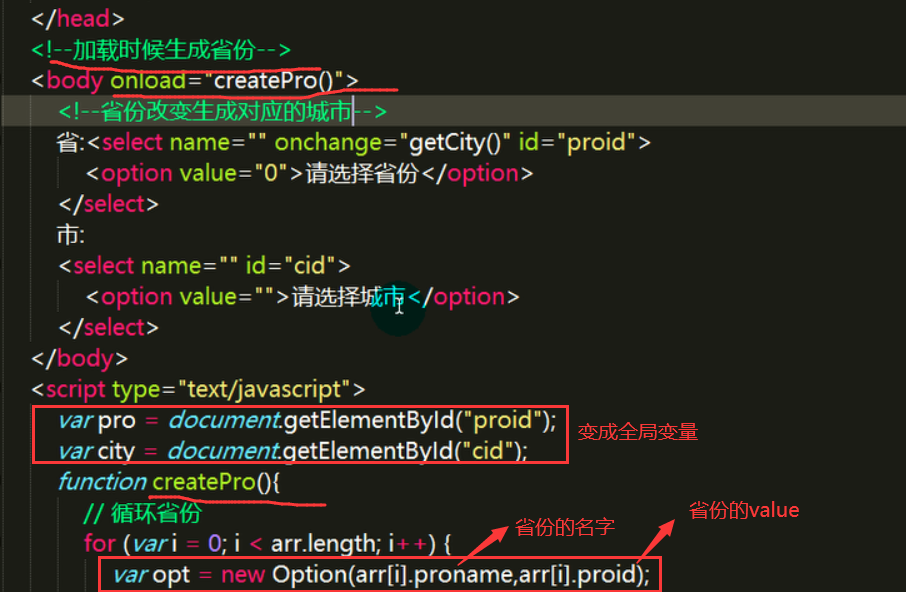 </head>
<!--加载时候生成省份-->
<body onload="createPro()">
<!--省份改变生成对应的城市-->
省:<select name="" onchange="getCity()" id="proid">
<option value="0">请选择省份</option>
</select>
市:
<select name="" id="cid">
<option value="">请选择城市</option>
</select>
</body>
<script type="text/javascript">
var pro = document.getElementById("proid");
变成全局变量
var city = document.getElementById("cid");
function createPro(){
// 循环省份
省份的名字
省份的value
for (var i = 0; i < arr.length; i++) {
var opt = new Option(arr[i].proname,arr[i].proid);